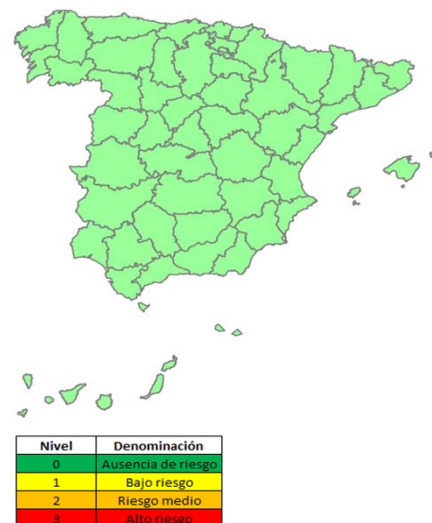 Nivel Denominación
0 Ausencia de riesgo
1 Bajo riesgo
2 Riesgo medio
3 Alto riesgo